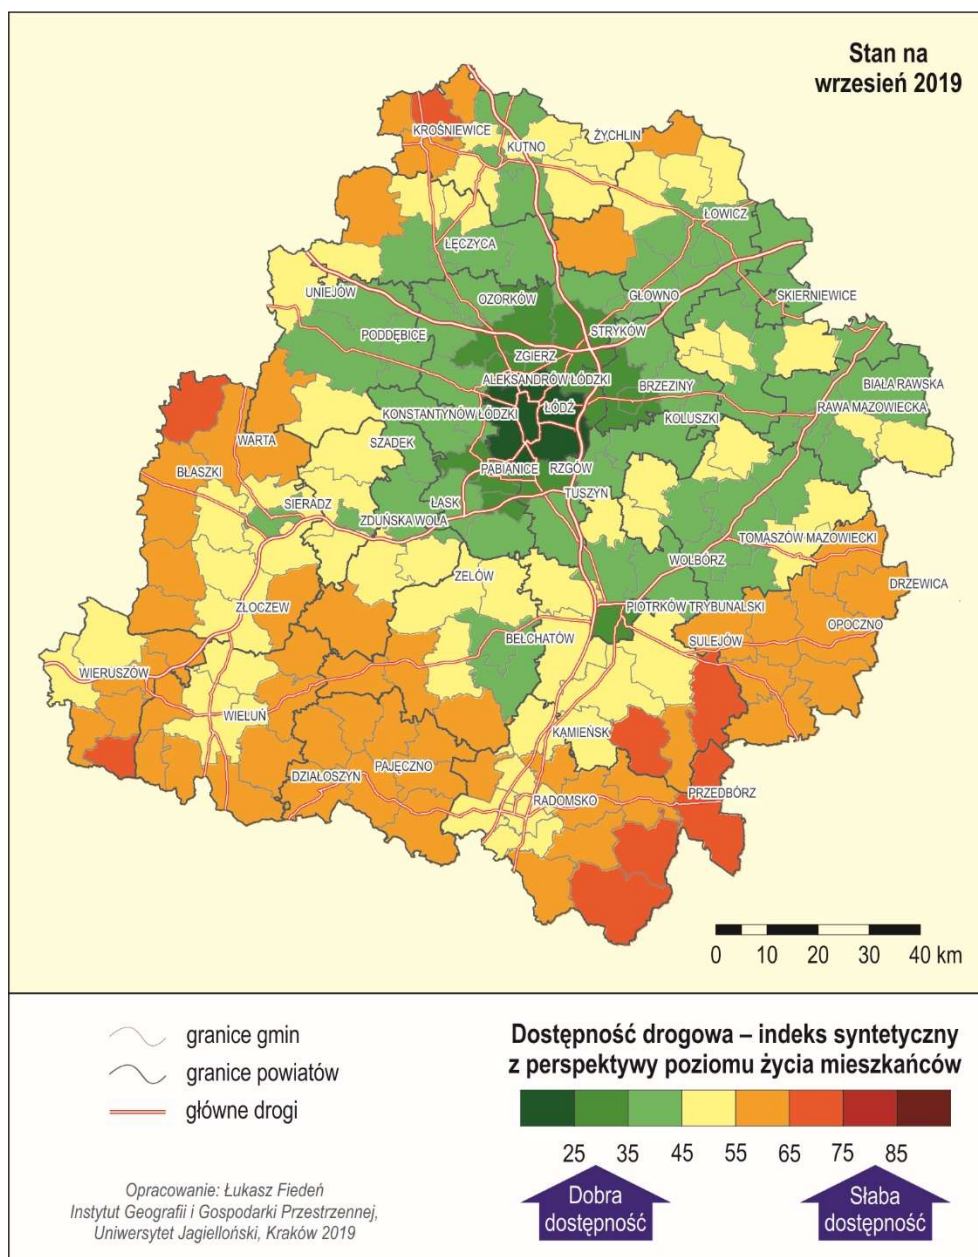 Stan na
wrzesień 2019
KROŚNIEWICE
KUTNO
ŻYCHLIN
ŁOWICZ
ŁĘCZYCA
UNIEJÓW
OZORKÓW
GŁOWNO
SKIERNIEWICE
STRYKÓW
PODDĘBICE
ZGIERZ
ALEKSANDRÓW ŁÓDZKI
BRZEZINY
BIAŁA RAWSKA
KONSTANTYNÓW ŁÓDZKI
ŁÓDŹ
RAWA MAZOWIECKA
KOLUSZKI
WARTA
SZADEK
BŁASZKI
PABIANICE
RZGÓW
TUSZYN
SIERADZ
ŁASK
ZDUŃSKA WOLA
TOMASZÓW MAZOWIECKI
WOLBÓRZ
ZELÓW
DRZEWICA
ZŁOCZEW
PIOTRKÓW TRYBUNALSKI
OPOCZNO
BEŁCHATÓW
SULEJÓW
WIERUSZÓW
WIELUŃ
KAMIEŃSK
PAJĘCZNO
DZIAŁOSZYN
PRZEDBÓRZ
RADOMSKO
0 10 20 30 40 km
granice gmin
granice powiatów
główne drogi
Opracowanie: Łukasz Fiedeń
Instytut Geografii i Gospodarki Przestrzennej,
Uniwersytet Jagielloński, Kraków 2019
Dostępność drogowa – indeks syntetyczny
z perspektywy poziomu życia mieszkańców
25 35 45 55 65 75 85
Dobra
dostępność
Słaba
dostępność